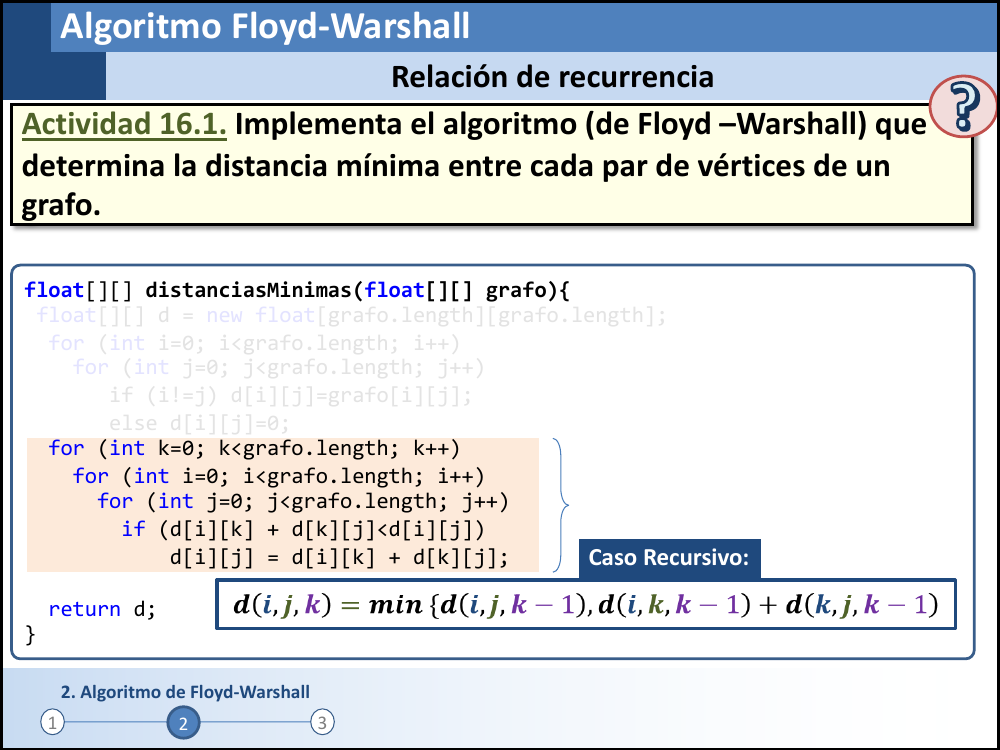 Algoritmo Floyd-Warshall
Relación de recurrencia
?
Actividad 16.1. Implementa el algoritmo (de Floyd –Warshall) que
determina la distancia mínima entre cada par de vértices de un
grafo.
float[][] distanciasMinimas(float[][] grafo){
float[][] d = new float[grafo.length][grafo.length];
for (int i=0; i<grafo.length; i++)
for (int j=0; j<grafo.length; j++)
if (i!=j) d[i][j]=grafo[i][j];
else d[i][j]=0;
for (int k=0; k<grafo.length; k++)
for (int i=0; i<grafo.length; i++)
for (int j=0; j<grafo.length; j++)
if (d[i][k] + d[k][j]<d[i][j])
d[i][j] = d[i][k] + d[k][j];
Caso Recursivo:
d(i,j,k) = min {d(i,j,k − 1), d(i,k,k − 1) + d(k,j,k − 1)
return d;
}
2. Algoritmo de Floyd-Warshall
1 2 3